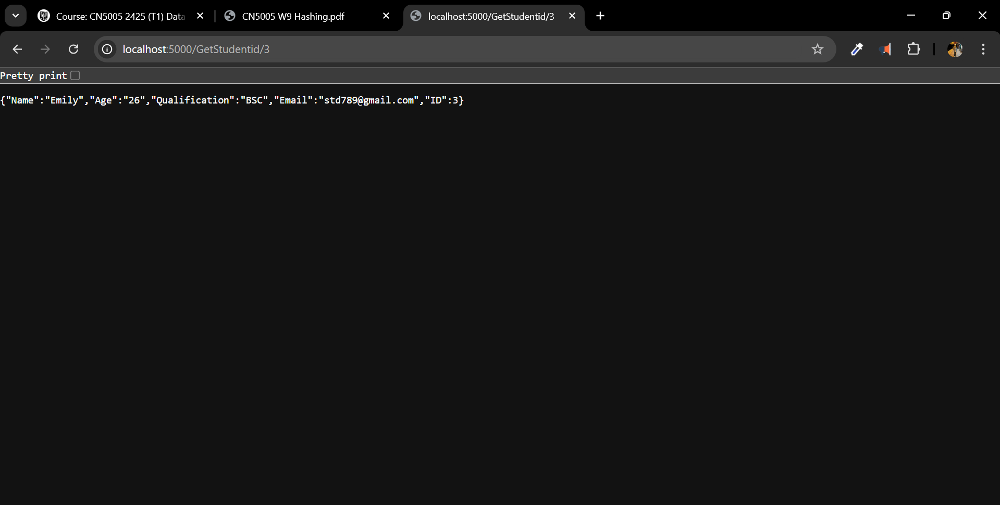 Course: CN5005 2425 (T1) Data
CN5005 W9 Hashing.pdf
localhost:5000/GetStudentid/3
localhost:5000/GetStudentid/3
Pretty print
{"Name":"Emily","Age":"26","Qualification":"BSC","Email":"std789@gmail.com","ID":3}